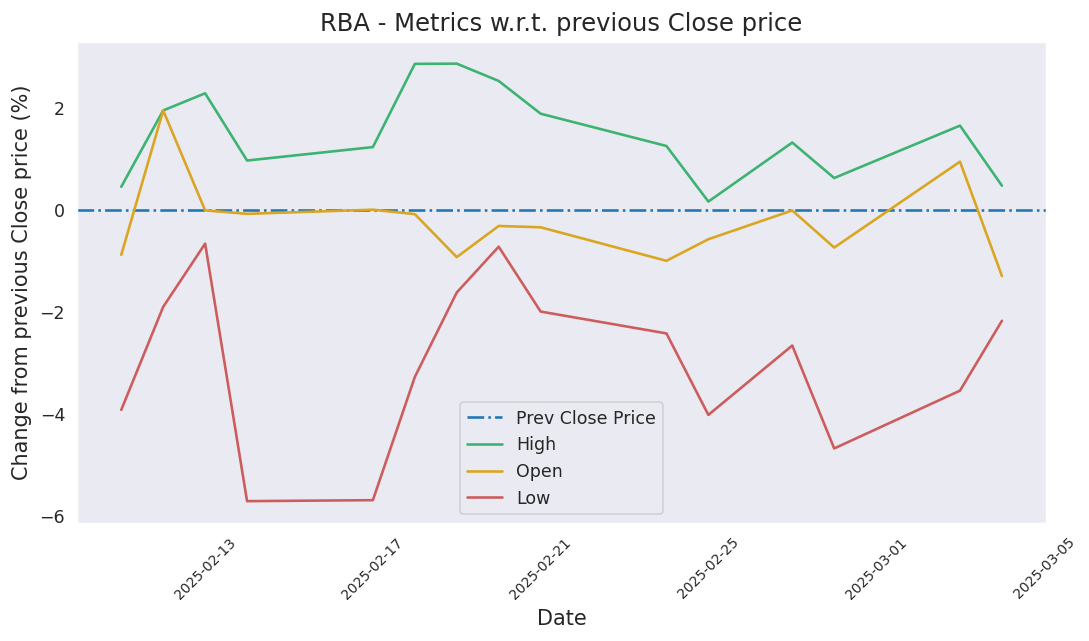 RBA - Metrics w.r.t. previous Close price
Change from previous Close price (%)
2
0
−2
−4
−6
Prev Close Price
High
Open
Low
2025-02-13
2025-02-17
2025-02-21
2025-02-25
2025-03-01
2025-03-05
Date